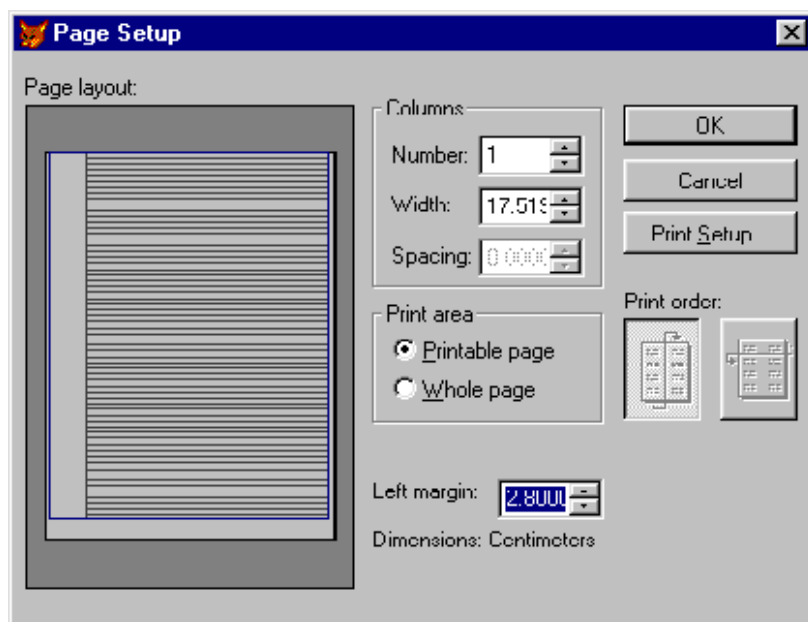 Page Setup
Page layout:
Columns
Number: 1
Width: 17.519
Spacing: 0.0000
Print area
Printable page
Whole page
Left margin: 2.8000
Dimensions: Centimeters
OK
Cancel
Print Setup
Print order: